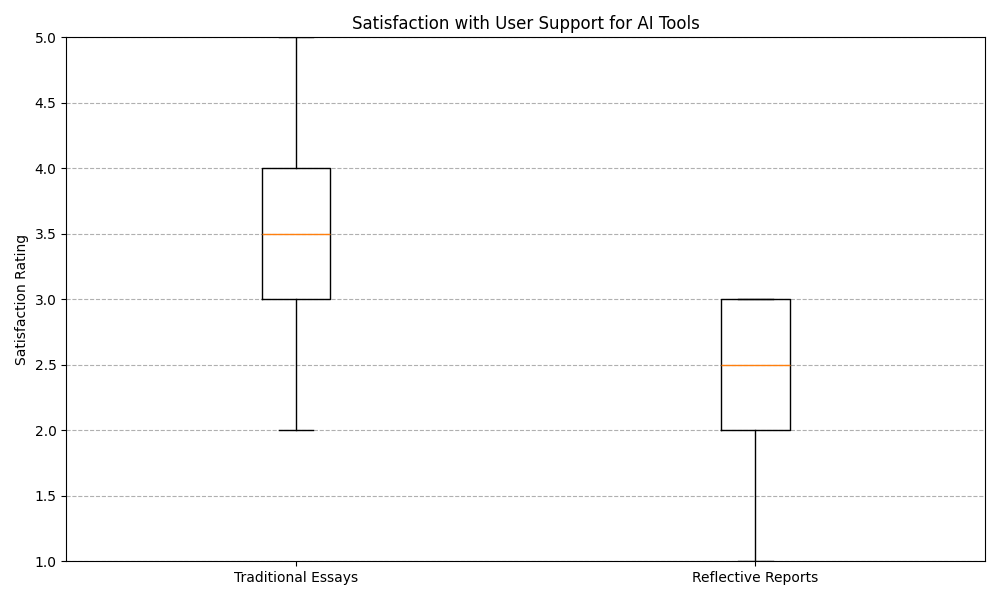 Satisfaction with User Support for AI Tools
Satisfaction Rating
5.0
4.5
4.0
3.5
3.0
2.5
2.0
1.5
1.0
Traditional Essays
Reflective Reports